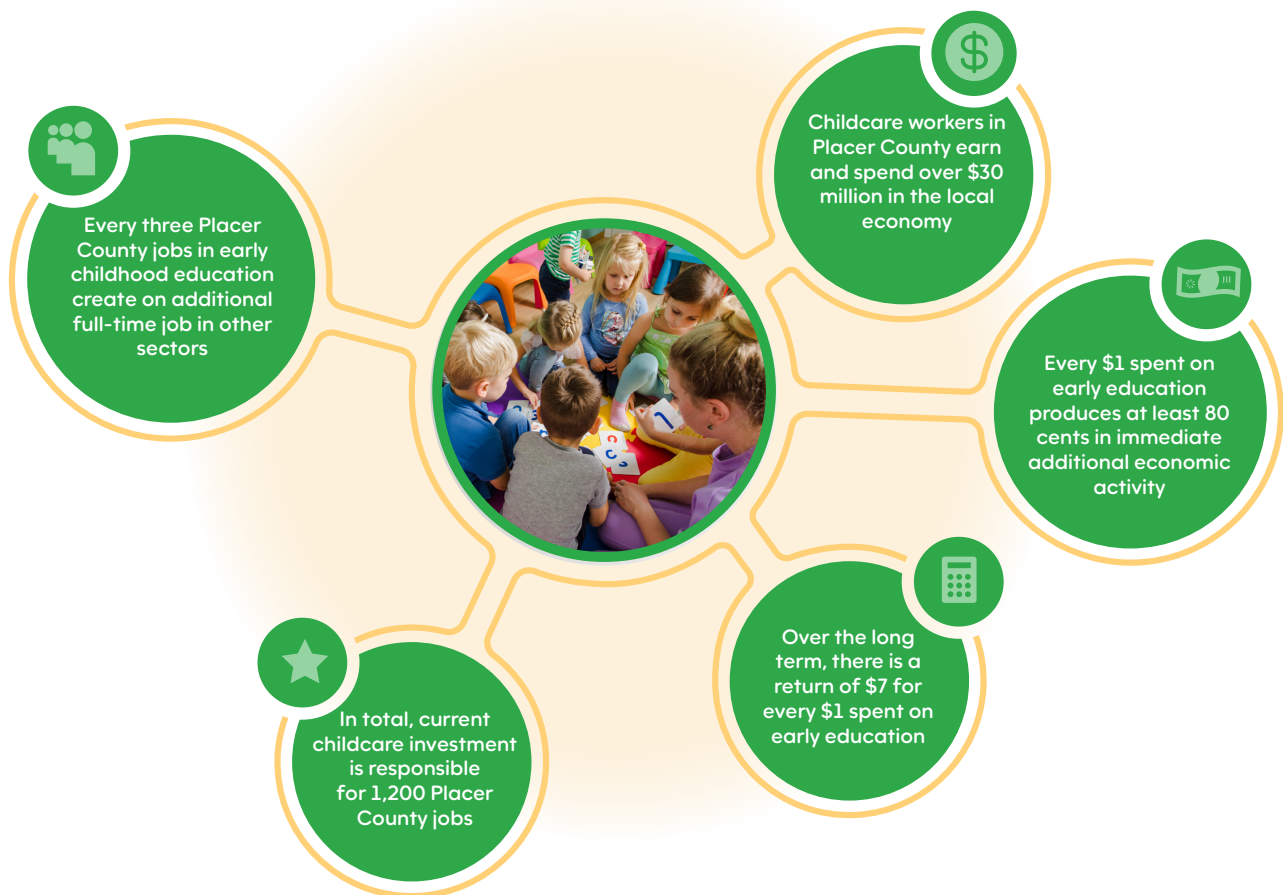 Every three Placer
County jobs in early
childhood education
create on additional
full-time job in other
sectors
Childcare workers in
Placer County earn
and spend over $30
million in the local
economy
Every $1 spent on
early education
produces at least 80
cents in immediate
additional economic
activity
Over the long
term, there is a
return of $7 for
every $1 spent on
early education
In total, current
childcare investment
is responsible
for 1,200 Placer
County jobs